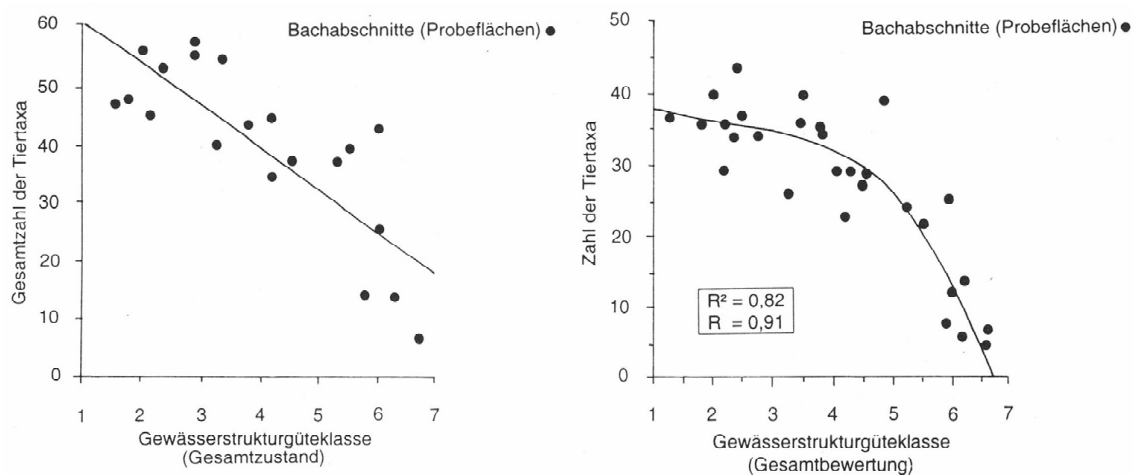 60
50
40
30
20
10
0
Gesamtzahl der Tiertaxa
Bachabschnitte (Probeflächen)
1 2 3 4 5 6 7
Gewässerstrukturgüteklasse
(Gesamtzustand)
50
40
30
20
10
0
Zahl der Tiertaxa
Bachabschnitte (Probeflächen)
R² = 0,82
R = 0,91
1 2 3 4 5 6 7
Gewässerstrukturgüteklasse
(Gesamtbewertung)